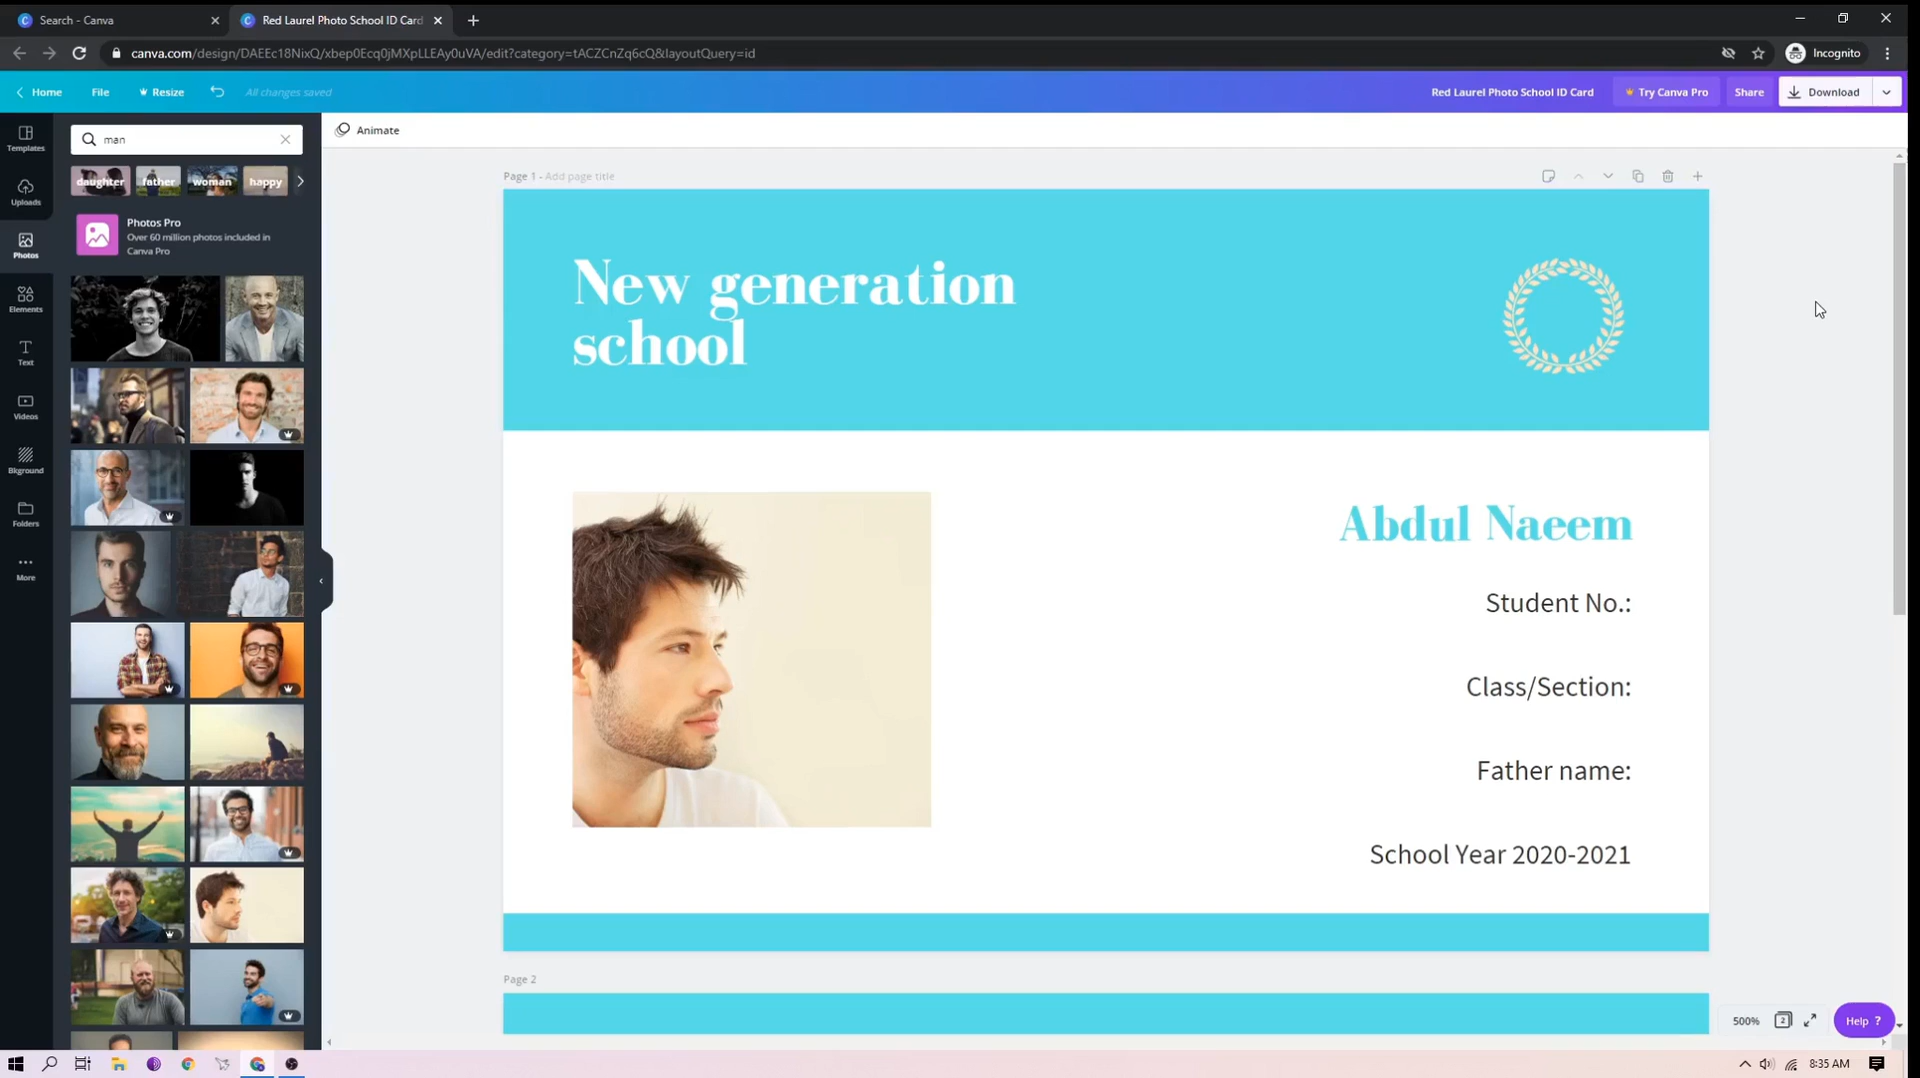 Search - Canva
Red Laurel Photo School ID Card
canva.com/design/DAEEc18NixQ/xbep0Ecq0jMXpLLEAy0uVA/edit?category=tACZCnZq6cQ&layoutQuery=id
Incognito
Home
File
Resize
All changes saved
Red Laurel Photo School ID Card
Try Canva Pro
Share
Download
Templates
Uploads
Photos
Elements
Text
Videos
Bkground
Folders
More
man
daughter
father
woman
happy
Photos Pro
Over 60 million photos included in
Canva Pro
Animate
Page 1 - Add page title
New generation
school
Abdul Naeem
Student No.:
Class/Section:
Father name:
School Year 2020-2021
Page 2
500%
2
Help ?
8:35 AM